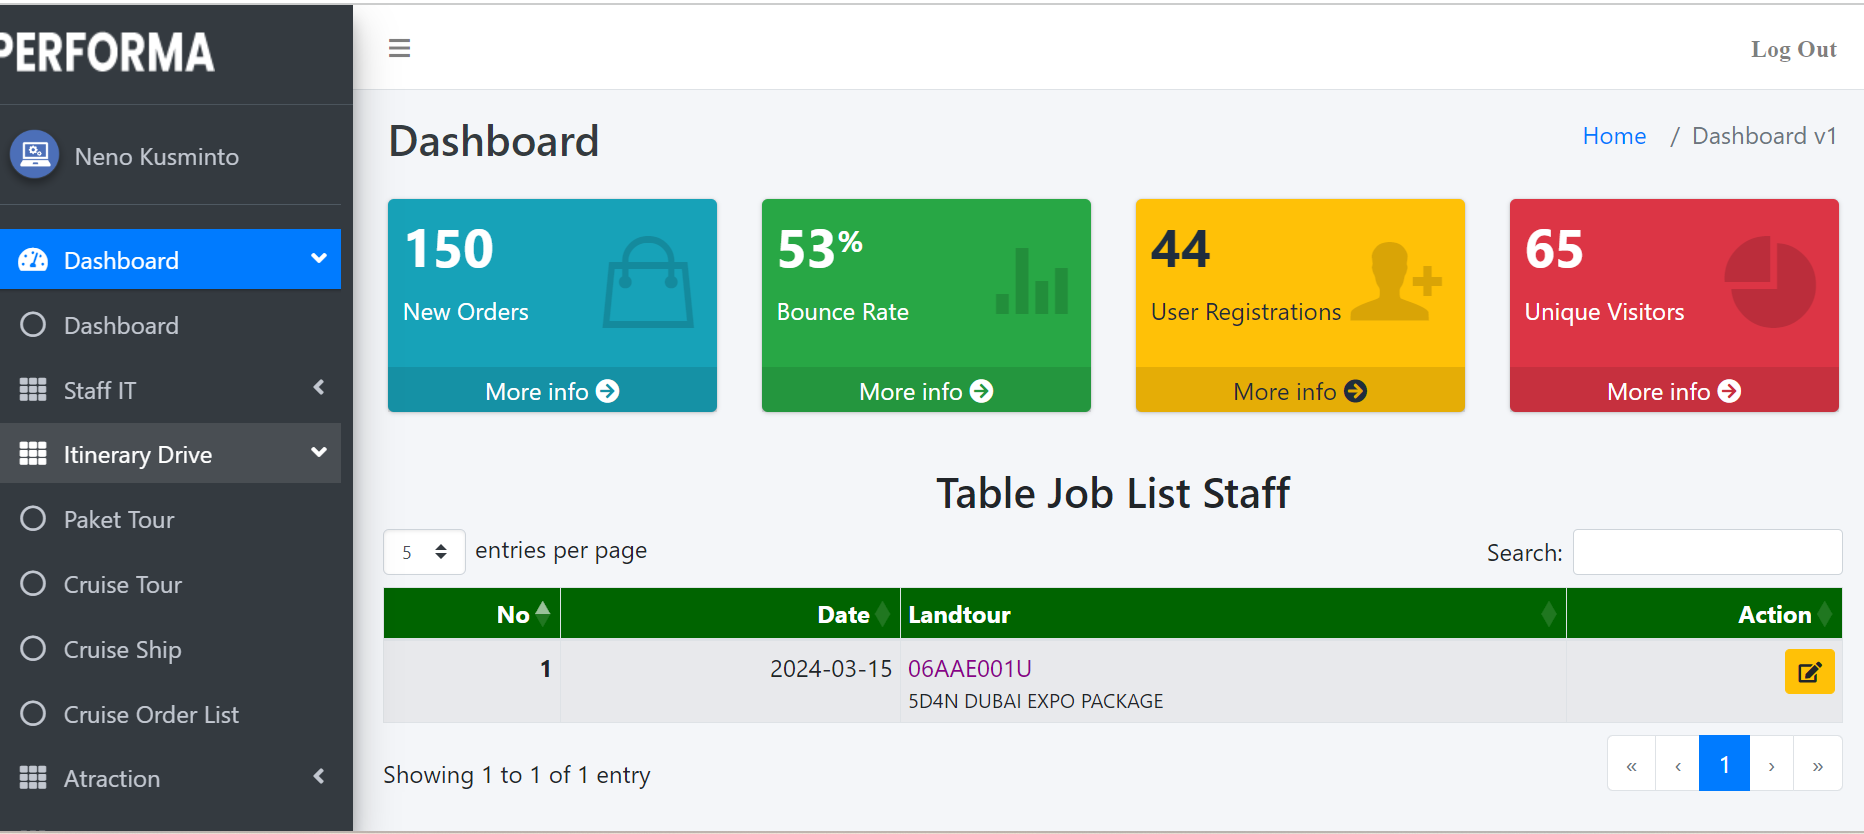 PERFORMA
Log Out
Neno Kusminto
Dashboard
Dashboard
Staff IT
Itinerary Drive
Paket Tour
Cruise Tour
Cruise Ship
Cruise Order List
Atraction
Dashboard
Home / Dashboard v1
150
New Orders
More info
53%
Bounce Rate
More info
44
User Registrations
More info
65
Unique Visitors
More info
Table Job List Staff
5 entries per page
Search:
No Date Landtour Action
1 2024-03-15 06AAE001U
5D4N DUBAI EXPO PACKAGE
Showing 1 to 1 of 1 entry
« ‹ 1 › »